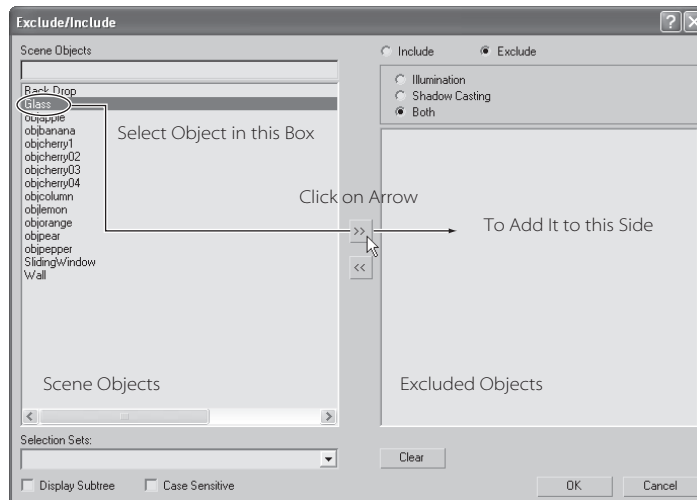 Exclude/Include
Scene Objects
Include
Exclude
Illumination
Shadow Casting
Both
Back Drop
Glass
objapple
objbanana
objcherry1
objcherry02
objcherry03
objcherry04
objcolumn
objlemon
objorange
objpear
objpepper
SlidingWindow
Wall
Select Object in this Box
Click on Arrow
To Add It to this Side
>>
<<
Scene Objects
Excluded Objects
Selection Sets:
Clear
Display Subtree
Case Sensitive
OK
Cancel